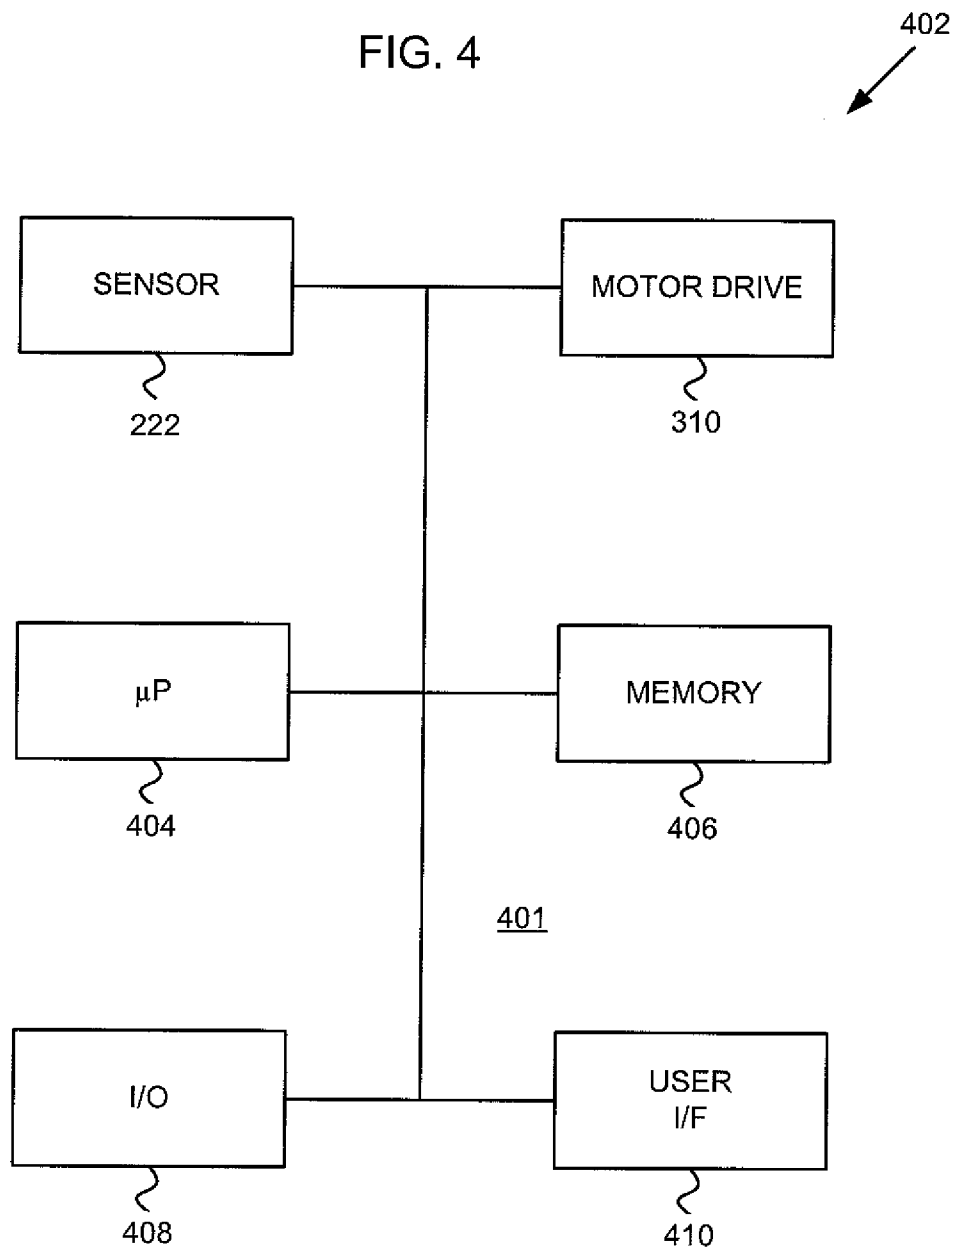 FIG. 4
402
SENSOR
MOTOR DRIVE
222
310
μP
MEMORY
404
406
401
I/O
USER
I/F
408
410